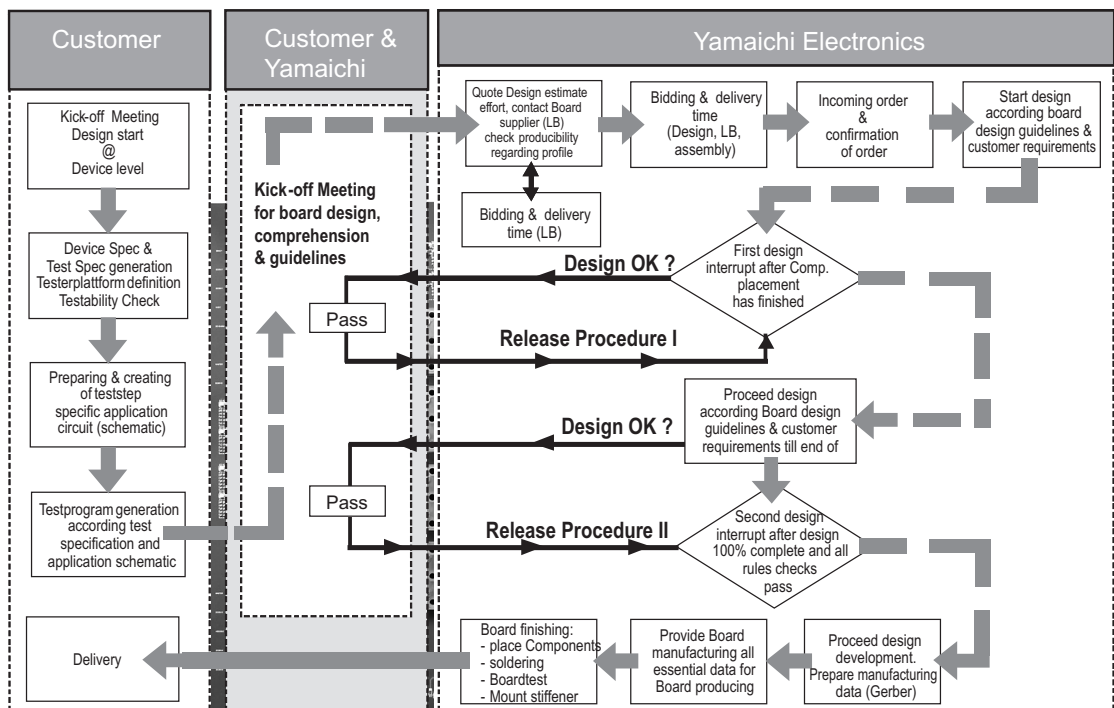 Customer
Customer &
Yamaichi
Yamaichi Electronics
Kick-off Meeting
Design start
@
Device level
Device Spec &
Test Spec generation
Testerplattform definition
Testability Check
Preparing & creating
of teststep
specific application
circuit (schematic)
Testprogram generation
according test
specification and
application schematic
Delivery
Kick-off Meeting
for board design,
comprehension
& guidelines
Pass
Pass
Quote Design estimate
effort, contact Board
supplier (LB)
check producibility
regarding profile
Bidding & delivery
time (LB)
Bidding & delivery
time
(Design, LB,
assembly)
Incoming order
&
confirmation
of order
Start design
according board
design guidelines &
customer requirements
First design
interrupt after Comp.
placement
has finished
Design OK ?
Release Procedure I
Proceed design
according Board design
guidelines & customer
requirements till end of
Design OK ?
Release Procedure II
Second design
interrupt after design
100% complete and all
rules checks
pass
Proceed design
development.
Prepare manufacturing
data (Gerber)
Provide Board
manufacturing all
essential data for
Board producing
Board finishing:
- place Components
- soldering
- Boardtest
- Mount stiffener